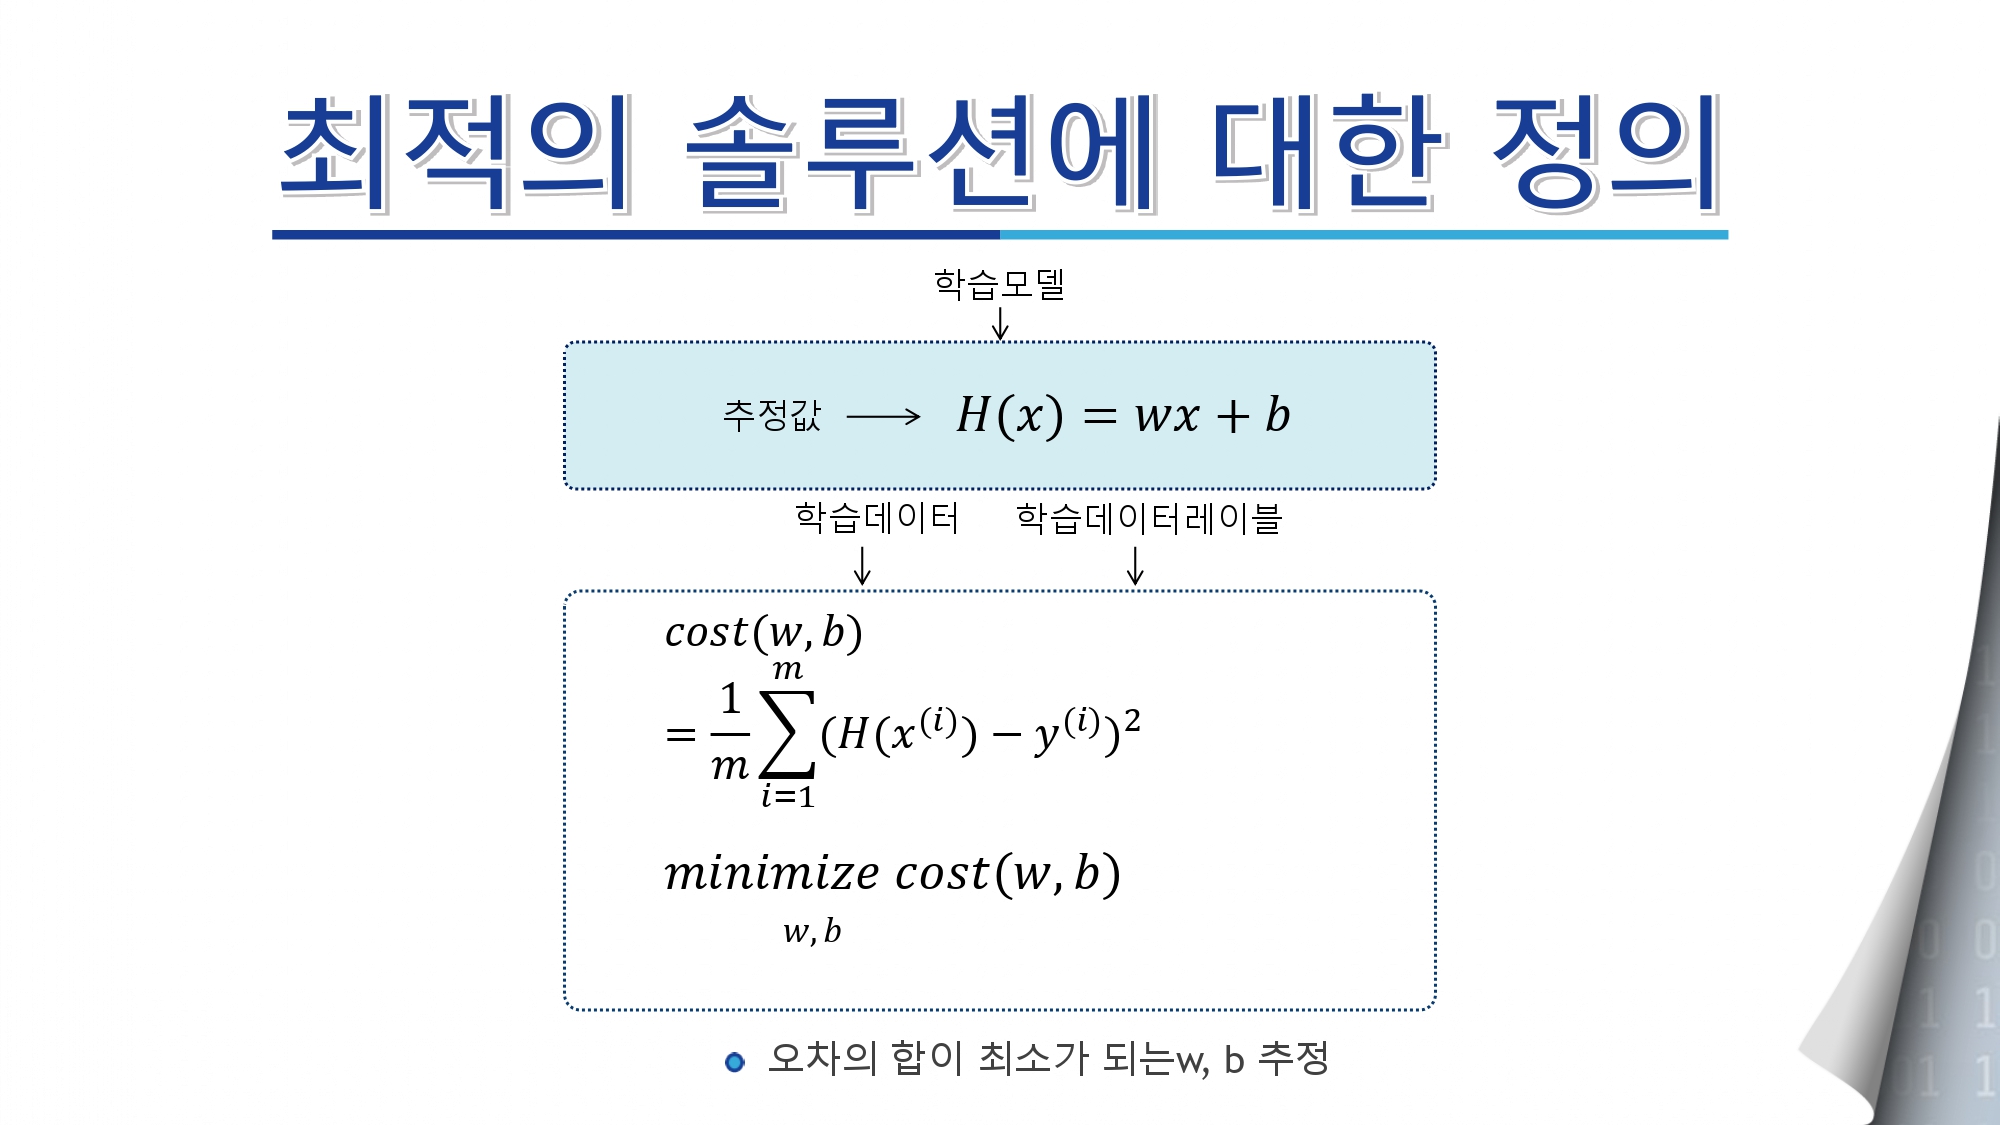 최적의 솔루션에 대한 정의
학습모델
추정값 → H(x) = wx + b
학습데이터 학습데이터레이블
cost(w, b)
= \frac{1}{m} \sum_{i=1}^{m} (H(x^{(i)}) − y^{(i)})^2
minimize cost(w, b)
w, b
오차의 합이 최소가 되는w, b 추정